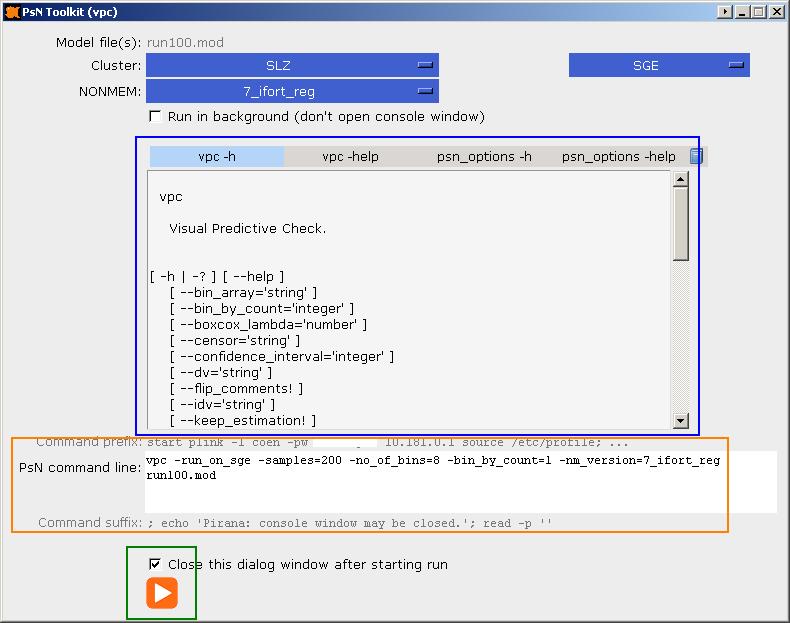 PsN Toolkit (vpc)
Model file(s): run100.mod
Cluster: SLZ SGE
NONMEM: 7_ifort_reg
Run in background (don't open console window)
vpc -h vpc -help psn_options -h psn_options -help
vpc
Visual Predictive Check.
[ -h | -? ] [ --help ]
[ --bin_array='string' ]
[ --bin_by_count='integer' ]
[ --boxcox_lambda='number' ]
[ --censor='string' ]
[ --confidence_interval='integer' ]
[ --dv='string' ]
[ --flip_comments! ]
[ --idv='string' ]
[ --keep_estimation! ]
Command prefix: start plink -l coen -pw 10.181.0.1 source /etc/profile; ...
PsN command line: vpc -run_on_sge -samples=200 -no_of_bins=8 -bin_by_count=1 -nm_version=7_ifort_reg
run100.mod
Command suffix: ; echo 'Pirana: console window may be closed.'; read -p ''
Close this dialog window after starting run